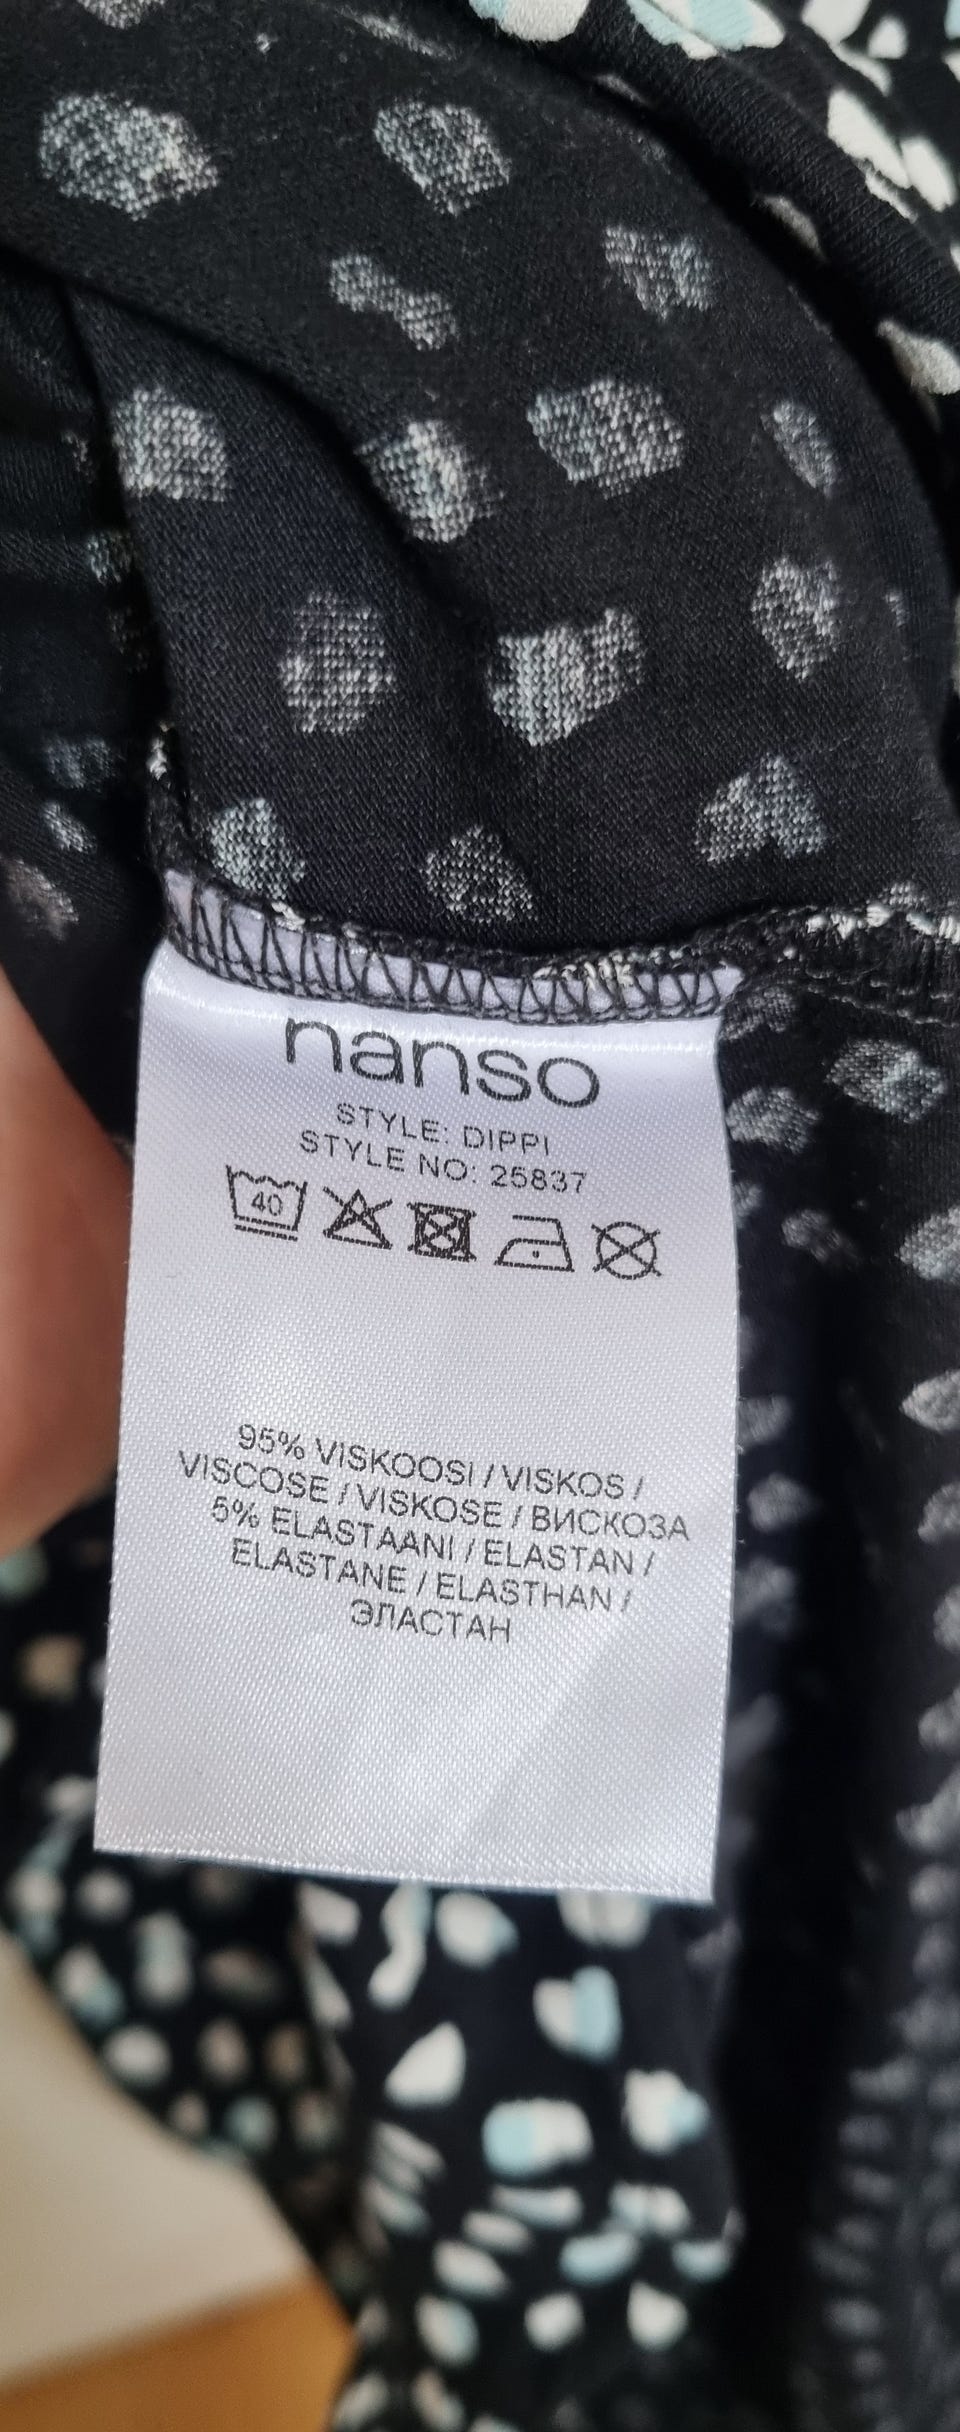 nanso
STYLE: DIPPI
STYLE NO: 25837
40
95% VISKOOSI / VISKOS /
VISCOSE / VISKOSE / ВИСКОЗА
5% ELASTAANI / ELASTAN /
ELASTANE / ELASTHAN /
ЭЛАСТАН